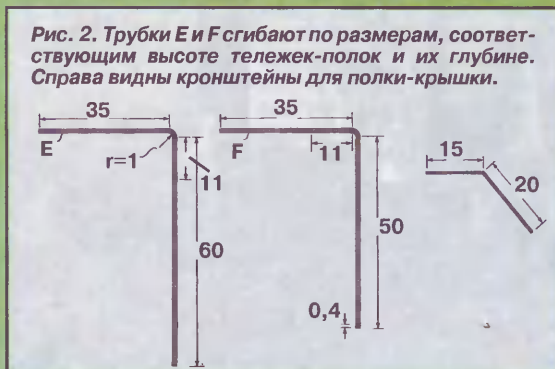 Рис. 2. Трубки E и F сгибают по размерам, соответ-
ствующим высоте тележек-полок и их глубине.
Справа видны кронштейны для полки-крышки.
35
E
r=1
11
60
35
F
11
50
0,4
15
20